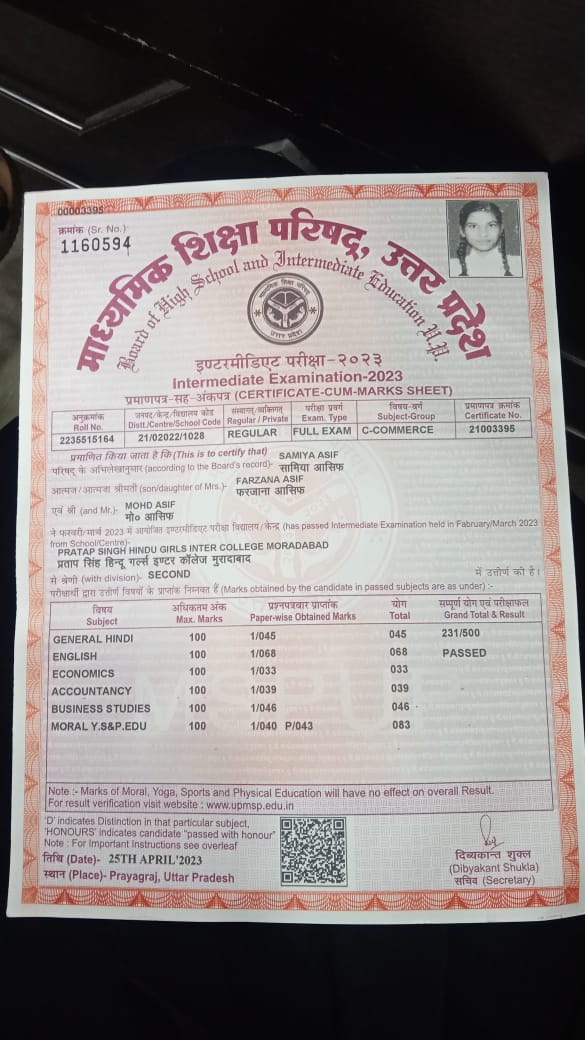 00003395
क्रमांक (Sr. No.)
1160594
माध्यमिक शिक्षा परिषद्, उत्तर प्रदेश
Board of High School and Intermediate Education U.P.
इण्टरमीडिएट परीक्षा-२०२३
Intermediate Examination-2023
प्रमाणपत्र-सह-अंकपत्र (CERTIFICATE-CUM-MARKS SHEET)
अनुक्रमांक जनपद/केन्द्र/विद्यालय कोड संस्थागत/व्यक्तिगत परीक्षा प्रवर्ग विषय-वर्ग प्रमाणपत्र क्रमांक
Roll No. Distt./Centre/School Code Regular / Private Exam. Type Subject-Group Certificate No.
2235515164 21/02022/1028 REGULAR FULL EXAM C-COMMERCE 21003395
प्रमाणित किया जाता है कि (This to certify that) SAMIYA ASIF
परिषद् के अभिलेखानुसार (according to the Board's record)- सामिया आसिफ
आत्मज/आत्मजा श्रीमती (son/daughter of Mrs.)- FARZANA ASIF
फरजाना आसिफ
एवं श्री (and Mr.)- MOHD ASIF
मो० आसिफ
ने फरवरी/मार्च 2023 में आयोजित इण्टरमीडिएट परीक्षा विद्यालय/केन्द्र (has passed Intermediate Examination held in Fabruary/March 2023
from School/Centre)-
PRATAP SINGH HINDU GIRLS INTER COLLEGE MORADABAD
प्रताप सिंह हिन्दू गर्ल्स इण्टर कॉलेज मुरादाबाद
से श्रेणी (with division)- SECOND में उत्तीर्ण की है।
परीक्षार्थी द्वारा उत्तीर्ण विषयों के प्राप्तांक निम्नवत हैं (Marks obtained by the candidate in passed subjects are as under) :-
विषय अधिकतम अंक प्रश्नपत्रवार प्राप्तांक योग सम्पूर्ण योग एवं परीक्षाफल
Subject Max. Marks Paper-wise Obtained Marks Total Grand Total & Result
GENERAL HINDI 100 1/045 045 231/500
ENGLISH 100 1/068 068 PASSED
ECONOMICS 100 1/033 033
ACCOUNTANCY 100 1/039 039
BUSINESS STUDIES 100 1/046 046
MORAL Y.S&P.EDU 100 1/040 P/043 083
Note :- Marks of Moral, Yoga, Sports and Physical Education will have no effect on overall Result.
For result verification visit website : www.upmsp.edu.in
'D' indicates Distinction in that particular subject,
'HONOURS' indicates candidate "passed with honour"
Note : For Important Instructions see overleaf
तिथि (Date)- 25TH APRIL'2023
स्थान (Place)- Prayagraj, Uttar Pradesh
दिब्यकान्त शुक्ल
(Dibyakant Shukla)
सचिव (Secretary)